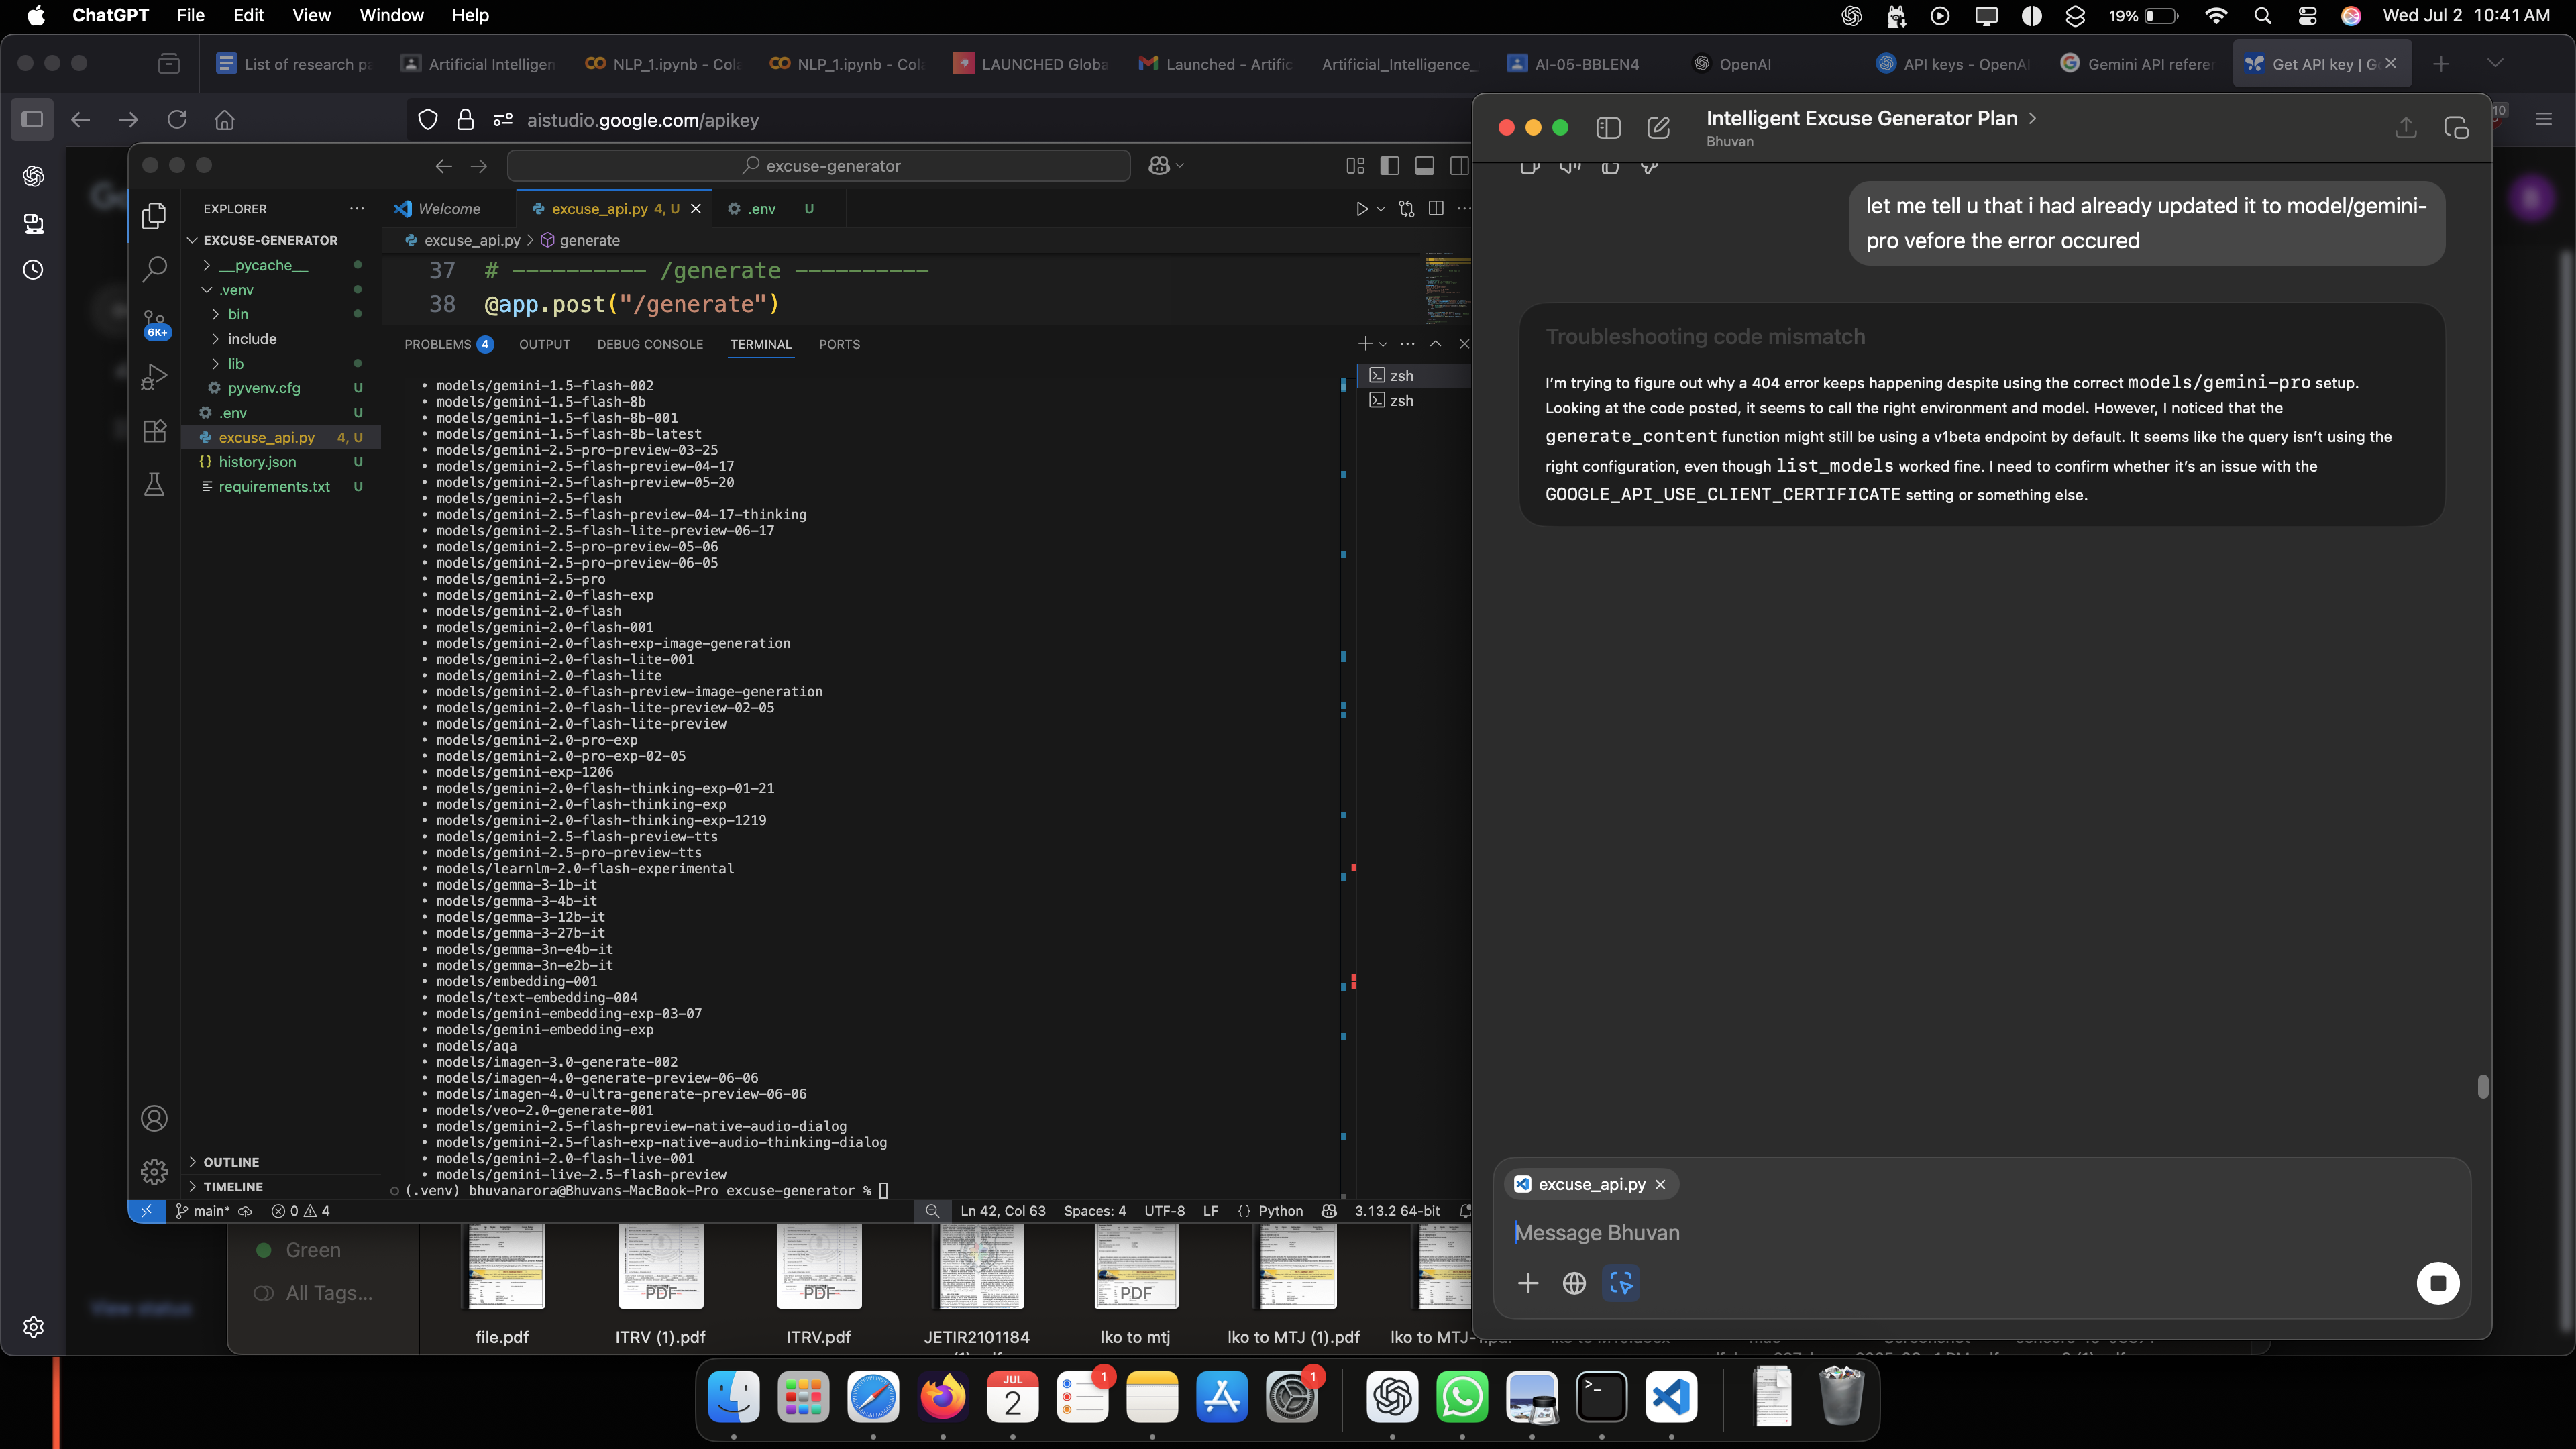 ChatGPT File Edit View Window Help
19% Wed Jul 2 10:41 AM
List of research pa
Artificial Intelligen
NLP_1.ipynb - Col
NLP_1.ipynb - Col
LAUNCHED Globa
Launched - Artific
Artificial_Intelligence_
AI-05-BBLEN4
OpenAI
API keys - OpenAI
Gemini API referen
Get API key | G
aistudio.google.com/apikey
excuse-generator
EXPLORER
EXCUSE-GENERATOR
__pycache__
.venv
bin
include
lib
pyvenv.cfg U
.env U
excuse_api.py 4, U
history.json U
requirements.txt U
6K+
OUTLINE
TIMELINE
Welcome
excuse_api.py 4, U
.env U
excuse_api.py > generate
37 # ---------- /generate ----------
38 @app.post("/generate")
PROBLEMS 4 OUTPUT DEBUG CONSOLE TERMINAL PORTS
zsh
zsh
• models/gemini-1.5-flash-002
• models/gemini-1.5-flash-8b
• models/gemini-1.5-flash-8b-001
• models/gemini-1.5-flash-8b-latest
• models/gemini-2.5-pro-preview-03-25
• models/gemini-2.5-flash-preview-04-17
• models/gemini-2.5-flash-preview-05-20
• models/gemini-2.5-flash
• models/gemini-2.5-flash-preview-04-17-thinking
• models/gemini-2.5-flash-lite-preview-06-17
• models/gemini-2.5-pro-preview-05-06
• models/gemini-2.5-pro-preview-06-05
• models/gemini-2.5-pro
• models/gemini-2.0-flash-exp
• models/gemini-2.0-flash
• models/gemini-2.0-flash-001
• models/gemini-2.0-flash-exp-image-generation
• models/gemini-2.0-flash-lite-001
• models/gemini-2.0-flash-lite
• models/gemini-2.0-flash-preview-image-generation
• models/gemini-2.0-flash-lite-preview-02-05
• models/gemini-2.0-flash-lite-preview
• models/gemini-2.0-pro-exp
• models/gemini-2.0-pro-exp-02-05
• models/gemini-exp-1206
• models/gemini-2.0-flash-thinking-exp-01-21
• models/gemini-2.0-flash-thinking-exp
• models/gemini-2.0-flash-thinking-exp-1219
• models/gemini-2.5-flash-preview-tts
• models/gemini-2.5-pro-preview-tts
• models/learnlm-2.0-flash-experimental
• models/gemma-3-1b-it
• models/gemma-3-4b-it
• models/gemma-3-12b-it
• models/gemma-3-27b-it
• models/gemma-3n-e4b-it
• models/gemma-3n-e2b-it
• models/embedding-001
• models/text-embedding-004
• models/gemini-embedding-exp-03-07
• models/gemini-embedding-exp
• models/aqa
• models/imagen-3.0-generate-002
• models/imagen-4.0-generate-preview-06-06
• models/imagen-4.0-ultra-generate-preview-06-06
• models/veo-2.0-generate-001
• models/gemini-2.5-flash-preview-native-audio-dialog
• models/gemini-2.5-flash-exp-native-audio-thinking-dialog
• models/gemini-2.0-flash-live-001
• models/gemini-live-2.5-flash-preview
(.venv) bhuvanarora@Bhuvans-MacBook-Pro excuse-generator %
main* 0 4 Ln 42, Col 63 Spaces: 4 UTF-8 LF {} Python 3.13.2 64-bit
Intelligent Excuse Generator Plan >
Bhuvan
let me tell u that i had already updated it to model/gemini-
pro vefore the error occured
Troubleshooting code mismatch
I'm trying to figure out why a 404 error keeps happening despite using the correct models/gemini-pro setup.
Looking at the code posted, it seems to call the right environment and model. However, I noticed that the
generate_content function might still be using a v1beta endpoint by default. It seems like the query isn't using the
right configuration, even though list_models worked fine. I need to confirm whether it's an issue with the
GOOGLE_API_USE_CLIENT_CERTIFICATE setting or something else.
excuse_api.py
Message Bhuvan
View status
Green
All Tags...
PDF
PDF
PDF
file.pdf
ITRV (1).pdf
ITRV.pdf
JETIR2101184
lko to mtj
lko to MTJ (1).pdf
JUL
2
1
1